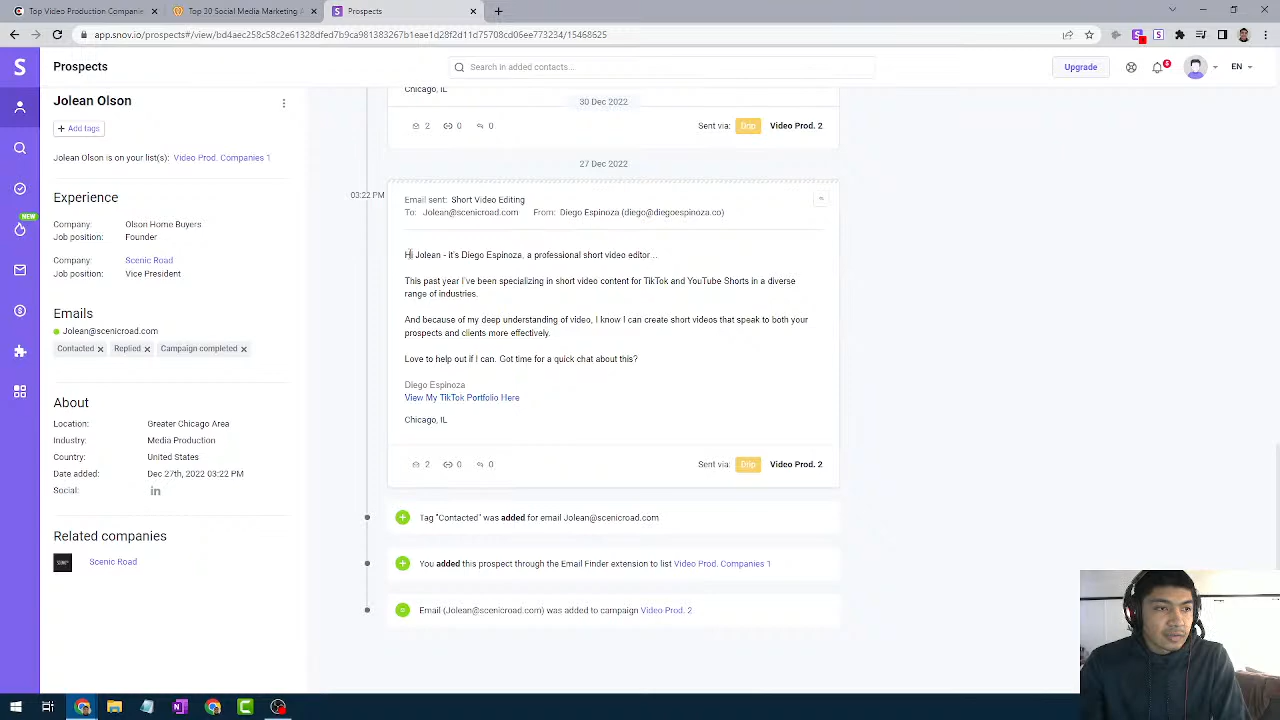 Top Video Production Companie
Top 30 Social Media Marketing A
Prospects
app.snov.io/prospects#/view/bd4aec258c58c2e61328dfed7b9ca981383267b1eae1d28f2d11d75708cd06ee773234/15468625
S
Prospects
Search in added contacts...
Upgrade
EN
Jolean Olson
Add tags
Jolean Olson is on your list(s): Video Prod. Companies 1
Experience
Company: Olson Home Buyers
Job position: Founder
Company: Scenic Road
Job position: Vice President
Emails
Jolean@scenicroad.com
Contacted Replied Campaign completed
About
Location: Greater Chicago Area
Industry: Media Production
Country: United States
Date added: Dec 27th, 2022 03:22 PM
Social: in
Related companies
Scenic Road
NEW
Chicago, IL
30 Dec 2022
2 0 0 Sent via: Drip Video Prod. 2
27 Dec 2022
03:22 PM
Email sent: Short Video Editing
To: Jolean@scenicroad.com From: Diego Espinoza (diego@diegoespinoza.co)
Hi Jolean - it's Diego Espinoza, a professional short video editor...
This past year I've been specializing in short video content for TikTok and YouTube Shorts in a diverse
range of industries.
And because of my deep understanding of video, I know I can create short videos that speak to both your
prospects and clients more effectively.
Love to help out if I can. Got time for a quick chat about this?
Diego Espinoza
View My TikTok Portfolio Here
Chicago, IL
2 0 0 Sent via: Drip Video Prod. 2
Tag "Contacted" was added for email Jolean@scenicroad.com
You added this prospect through the Email Finder extension to list Video Prod. Companies 1
Email (Jolean@scenicroad.com) was added to campaign Video Prod. 2